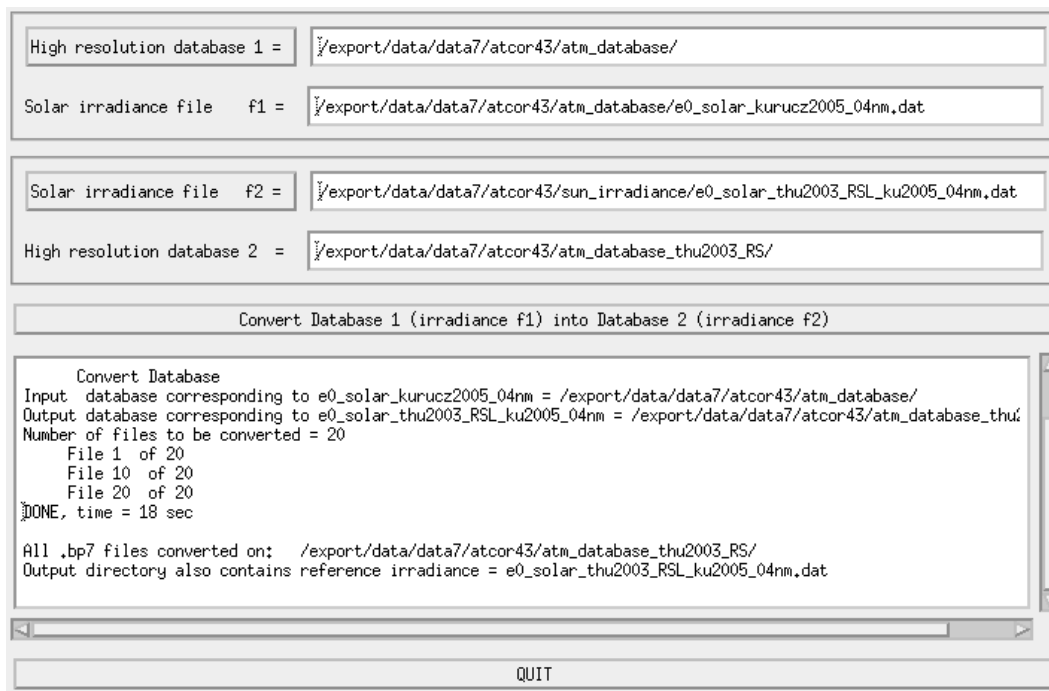 High resolution database 1 = /export/data/data7/atcor43/atm_database/
Solar irradiance file f1 = /export/data/data7/atcor43/atm_database/e0_solar_kurucz2005_04nm.dat
Solar irradiance file f2 = /export/data/data7/atcor43/sun_irradiance/e0_solar_thu2003_RSL_ku2005_04nm.dat
High resolution database 2 = /export/data/data7/atcor43/atm_database_thu2003_RS/
Convert Database 1 (irradiance f1) into Database 2 (irradiance f2)
Convert Database
Input database corresponding to e0_solar_kurucz2005_04nm = /export/data/data7/atcor43/atm_database/
Output database corresponding to e0_solar_thu2003_RSL_ku2005_04nm = /export/data/data7/atcor43/atm_database_thu2
Number of files to be converted = 20
File 1 of 20
File 10 of 20
File 20 of 20
DONE, time = 18 sec
All .bp7 files converted on: /export/data/data7/atcor43/atm_database_thu2003_RS/
Output directory also contains reference irradiance = e0_solar_thu2003_RSL_ku2005_04nm.dat
QUIT